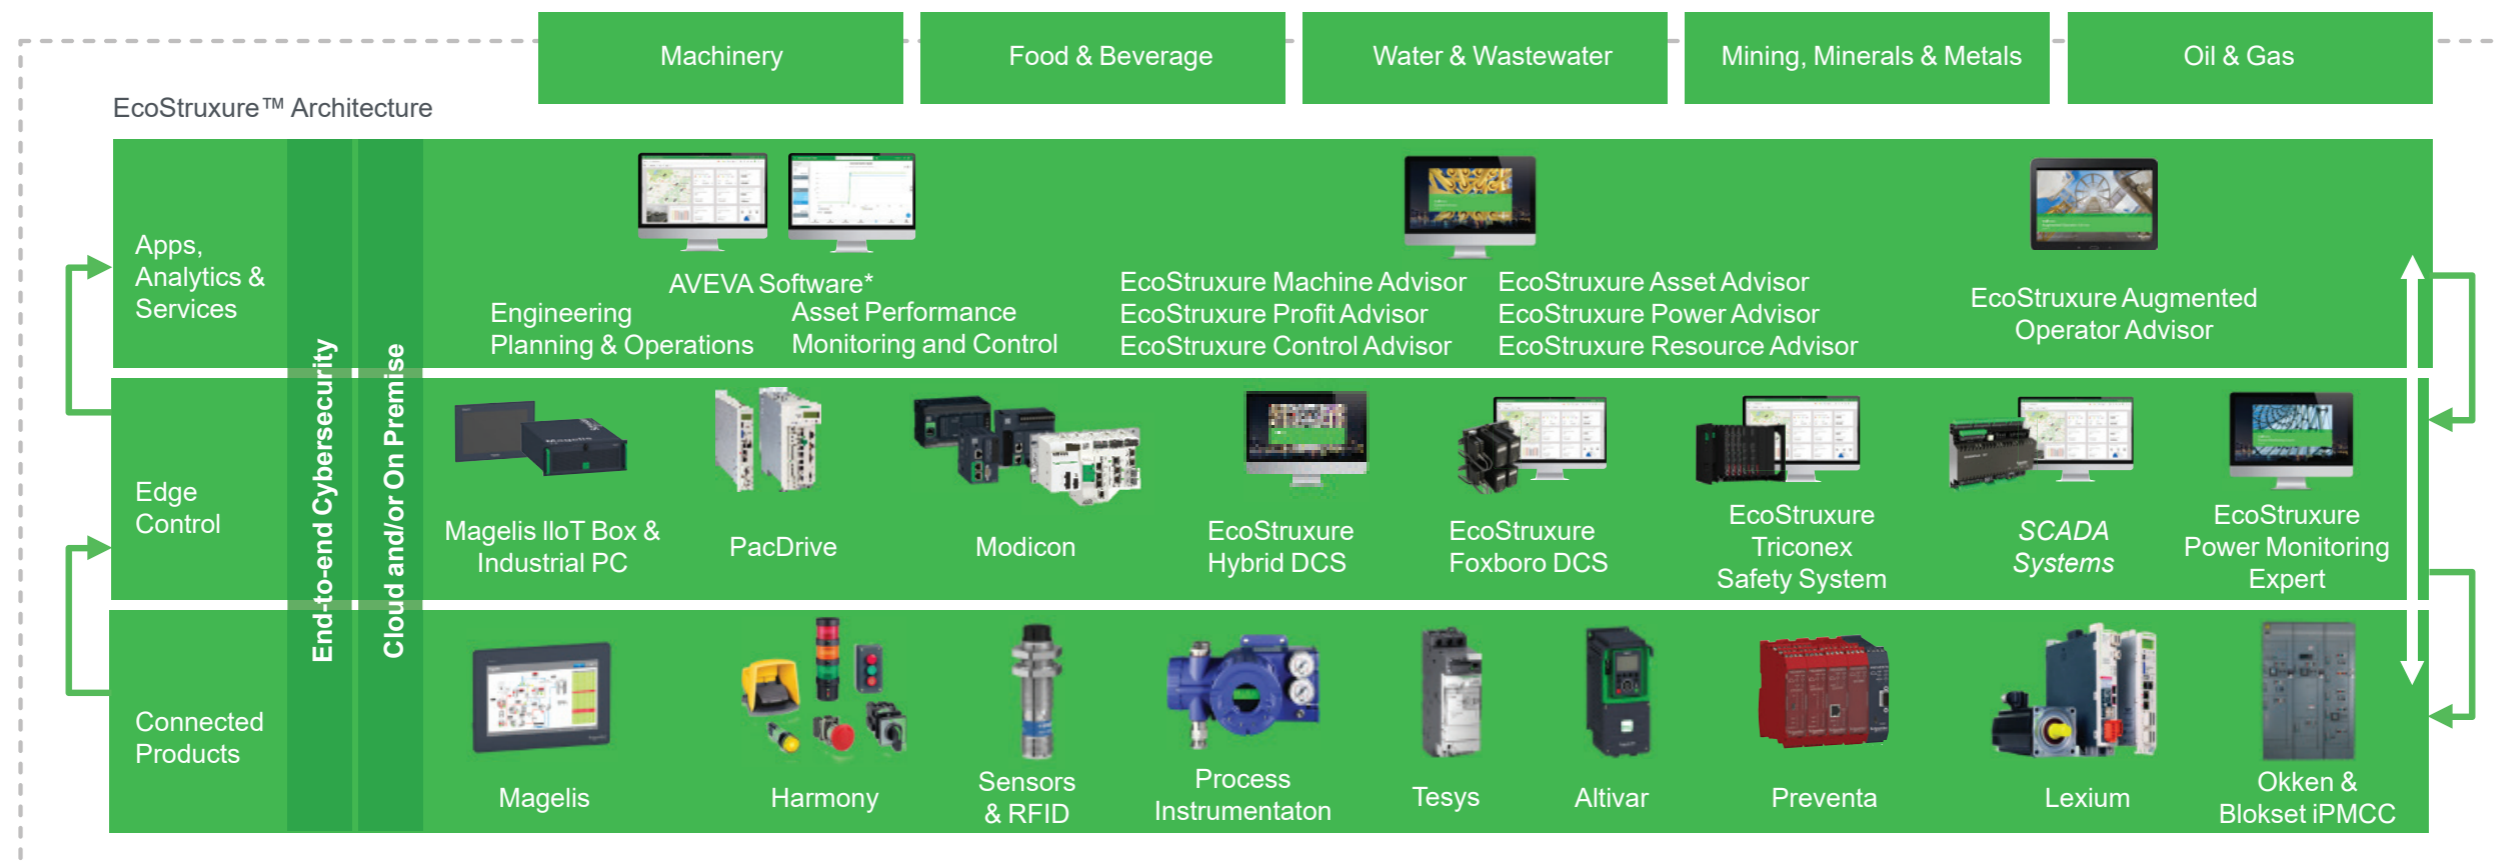 Machinery
Food & Beverage
Water & Wastewater
Mining, Minerals & Metals
Oil & Gas
EcoStruxure™ Architecture
Apps,
Analytics &
Services
AVEVA Software*
Engineering
Planning & Operations
Asset Performance
Monitoring and Control
EcoStruxure Machine Advisor
EcoStruxure Profit Advisor
EcoStruxure Control Advisor
EcoStruxure Asset Advisor
EcoStruxure Power Advisor
EcoStruxure Resource Advisor
EcoStruxure Augmented
Operator Advisor
End-to-end Cybersecurity
Cloud and/or On Premise
Edge
Control
Magelis IIoT Box &
Industrial PC
PacDrive
Modicon
EcoStruxure
Hybrid DCS
EcoStruxure
Foxboro DCS
EcoStruxure
Triconex
Safety System
SCADA
Systems
EcoStruxure
Power Monitoring
Expert
Connected
Products
Magelis
Harmony
Sensors
& RFID
Process
Instrumentaton
Tesys
Altivar
Preventa
Lexium
Okken &
Blokset iPMCC